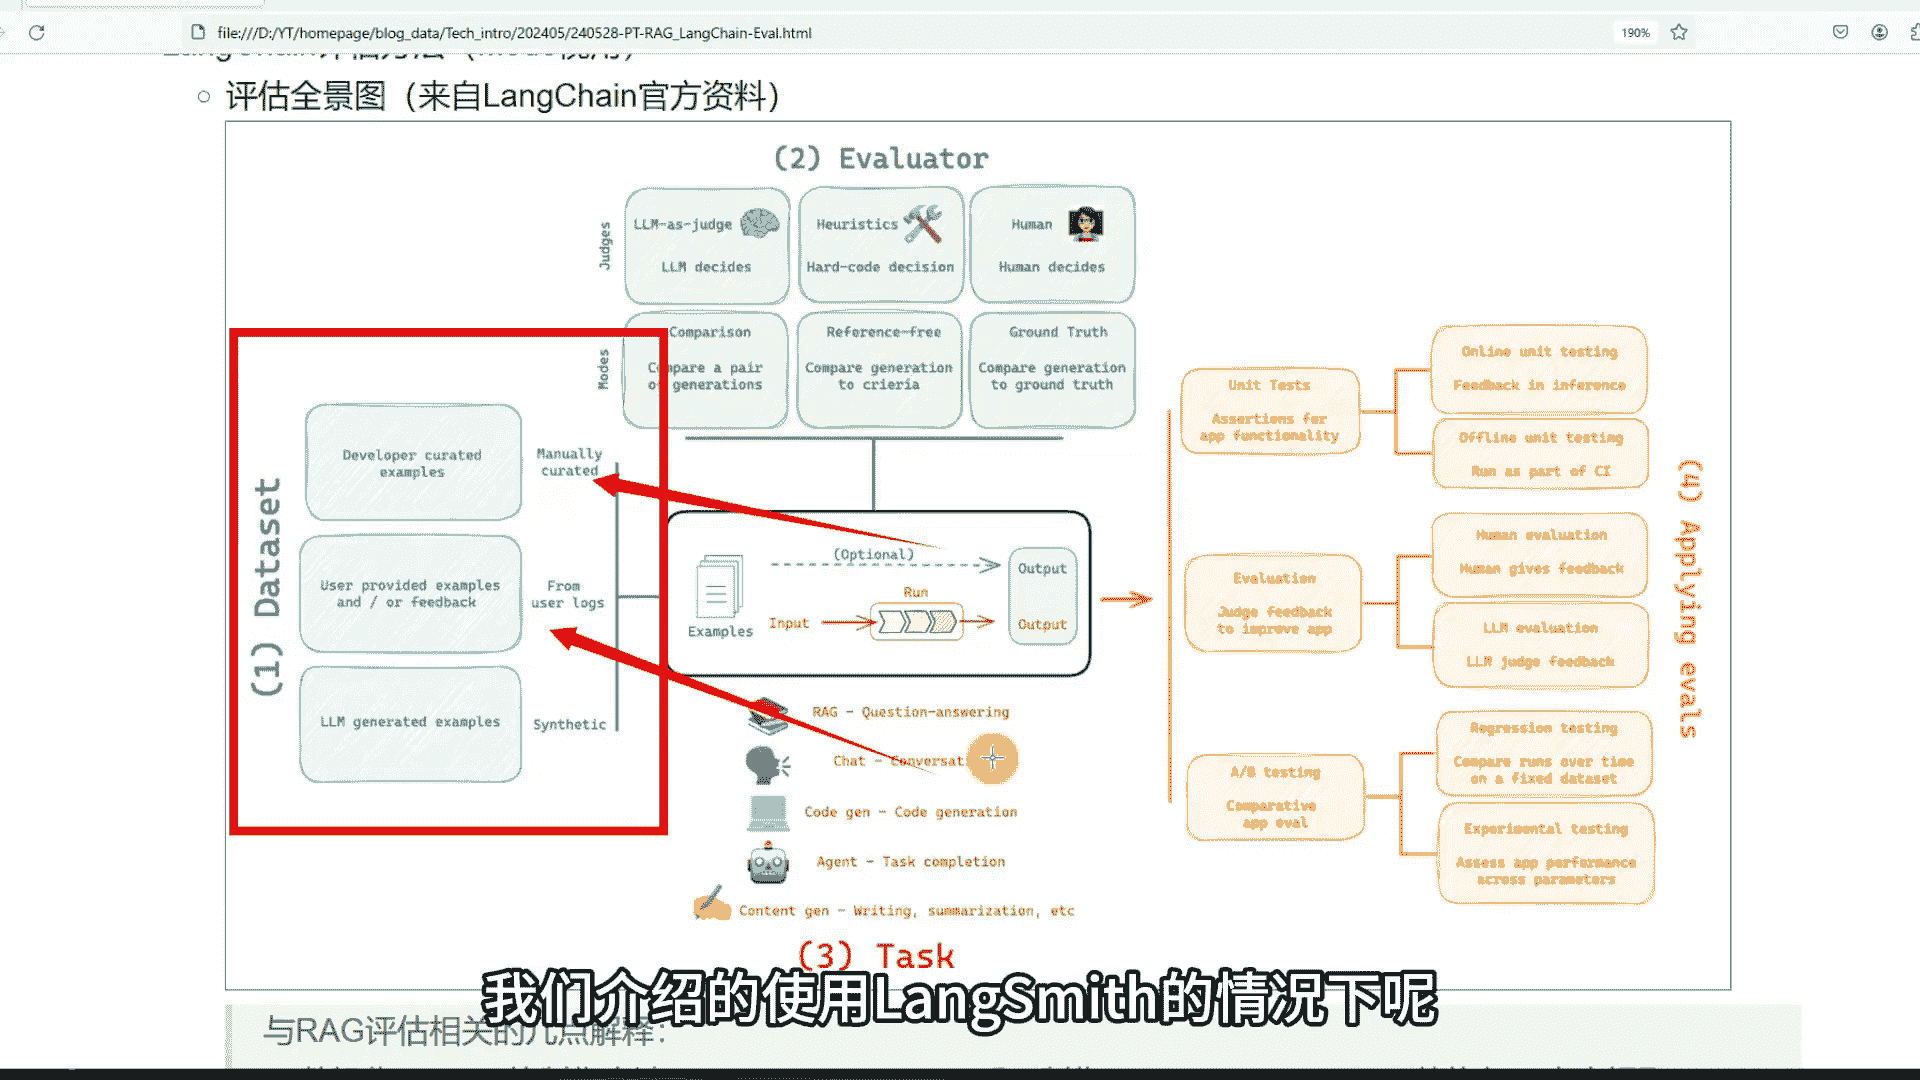 file:///D:/YT/homepage/blog_data/Tech_intro/202405/240528-PT-RAG_LangChain-Eval.html
190%
评估全景图（来自LangChain官方资料）
(2) Evaluator
Judges
LLM-as-judge
LLM decides
Heuristics
Hard-code decision
Human
Human decides
Modes
Comparison
Compare a pair
of generations
Reference-free
Compare generation
to crieria
Ground Truth
Compare generation
to ground truth
(1) Dataset
Developer curated
examples
Manually
curated
User provided examples
and / or feedback
From
user logs
LLM generated examples
Synthetic
Examples
(Optional)
Output
Run
Input
Output
RAG - Question-answering
Chat -
Code gen - Code generation
Agent - Task completion
Content gen - Writing, summarization, etc
(3) Task
Unit Tests
Assertions for
app functionality
Online unit testing
Feedback in inference
Offline unit testing
Run as part of CI
Evaluation
Judge feedback
to improve app
Human evaluation
Human gives feedback
LLM evaluation
LLM judge feedback
A/B testing
Comparative
app eval
Regression testing
Compare runs over time
on a fixed dataset
Experimental testing
Assess app performance
across parameters
(4) Applying evals
我们介绍的使用LangSmith的情况下呢
与RAG评估相关的几点解释：